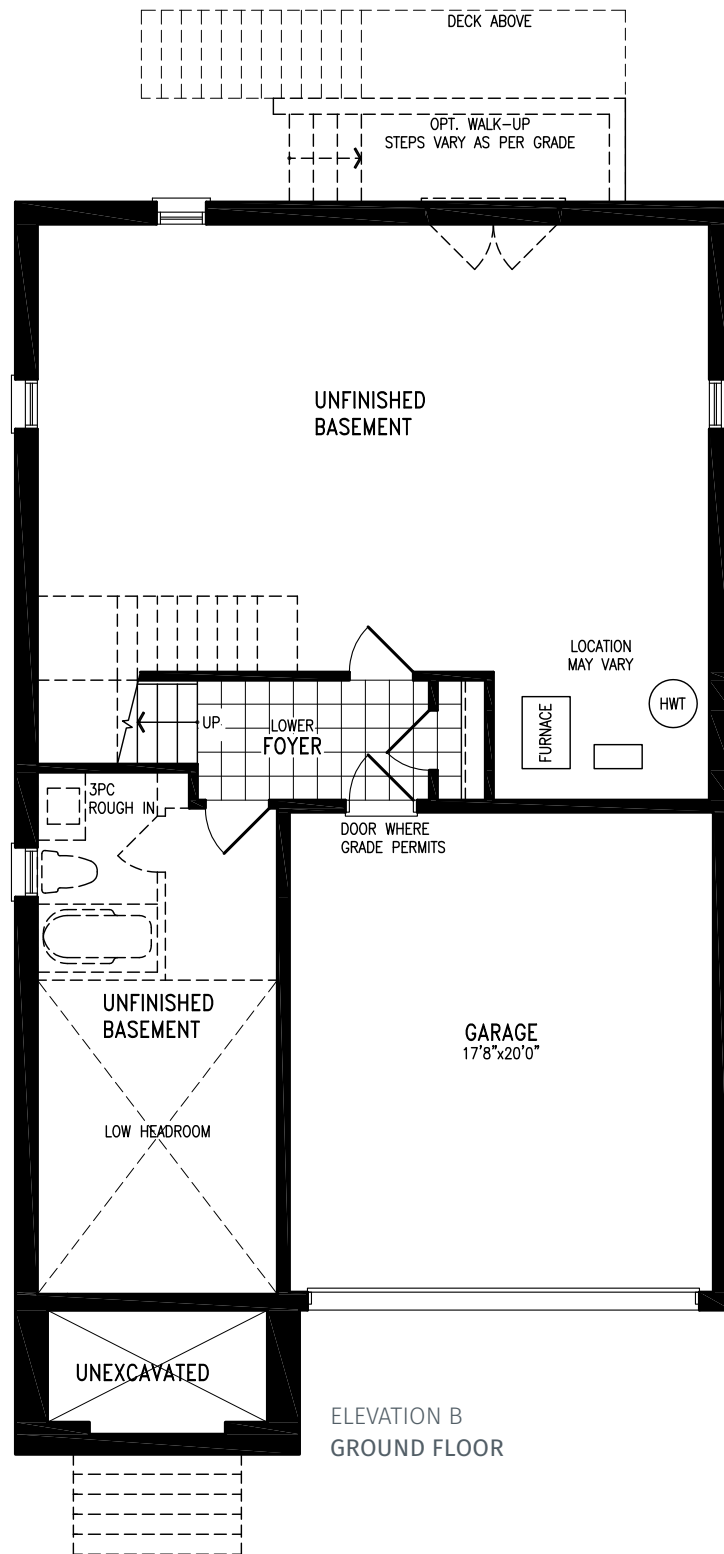 DECK ABOVE
OPT. WALK-UP
STEPS VARY AS PER GRADE
UNFINISHED
BASEMENT
LOCATION
MAY VARY
FURNACE
HWT
UP
LOWER
FOYER
3PC
ROUGH IN
DOOR WHERE
GRADE PERMITS
UNFINISHED
BASEMENT
GARAGE
17'8"x20'0"
LOW HEADROOM
UNEXCAVATED
ELEVATION B
GROUND FLOOR